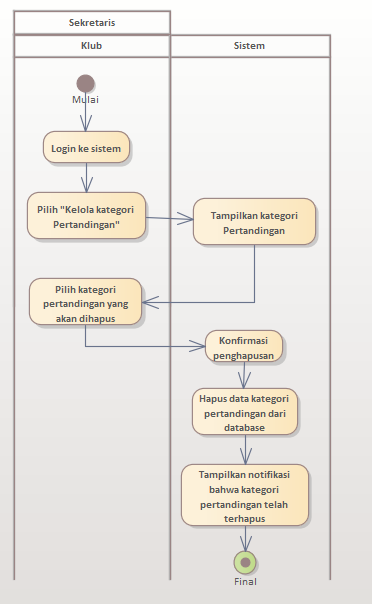 Sekretaris
Klub
Sistem
Mulai
Login ke sistem
Pilih "Kelola kategori
Pertandingan"
Tampilkan kategori
Pertandingan
Pilih kategori
pertandingan yang
akan dihapus
Konfirmasi
penghapusan
Hapus data kategori
pertandingan dari
database
Tampilkan notifikasi
bahwa kategori
pertandingan telah
terhapus
Final